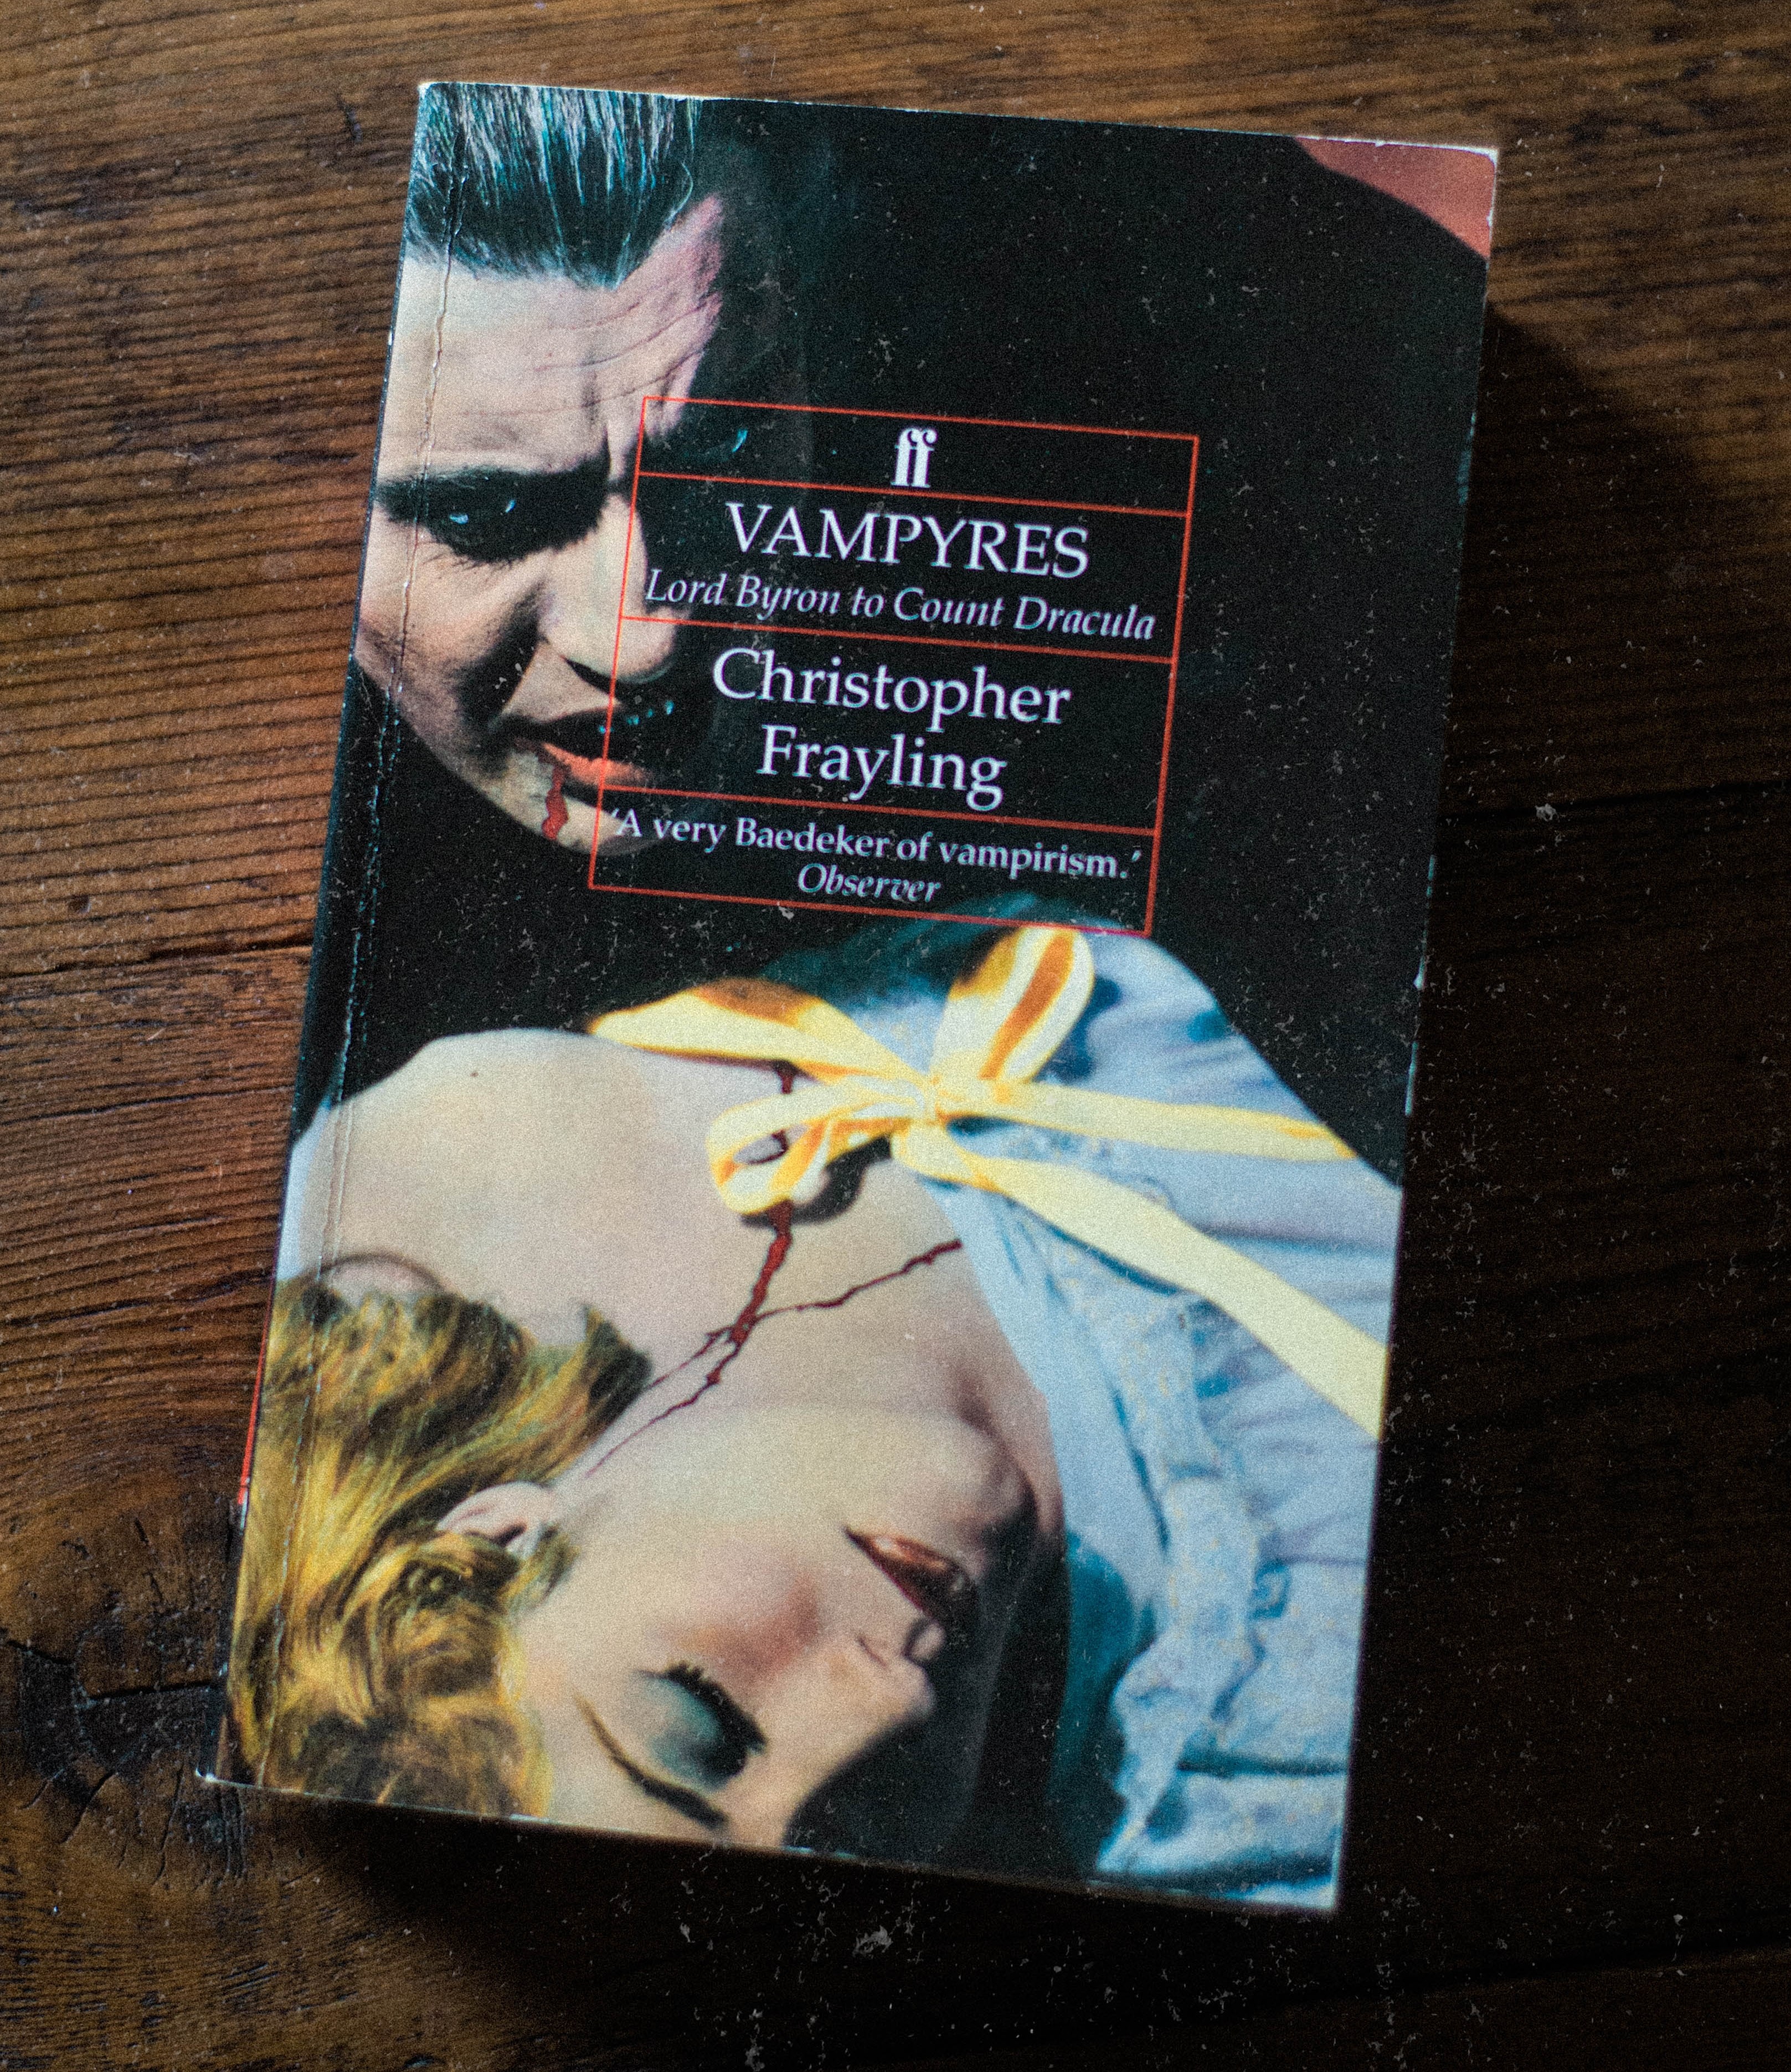 ff
VAMPYRES
Lord Byron to Count Dracula
Christopher
Frayling
‘A very Baedeker of vampirism.’
Observer